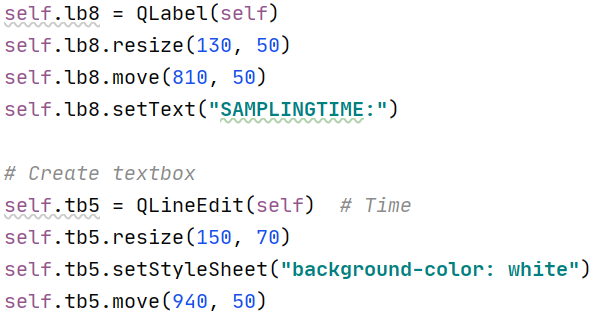 self.lb8 = QLabel(self)
self.lb8.resize(130, 50)
self.lb8.move(810, 50)
self.lb8.setText("SAMPLINGTIME:")
# Create textbox
self.tb5 = QLineEdit(self)  # Time
self.tb5.resize(150, 70)
self.tb5.setStyleSheet("background-color: white")
self.tb5.move(940, 50)